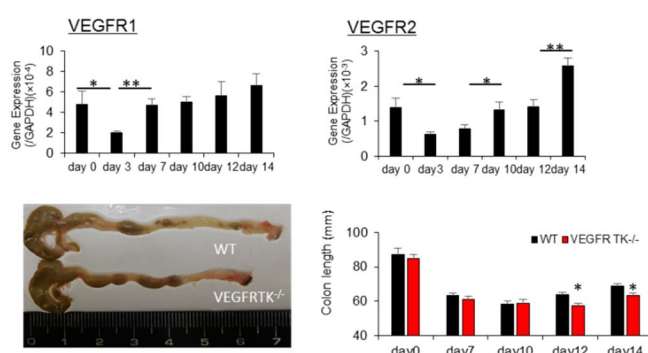 VEGFR1
Gene Expression
(/GAPDH)(×10-4)
10
8
6
4
2
0
*
**
day 0 day 3 day 7 day 10 day 12 day 14
VEGFR2
Gene Expression
(/GAPDH)(×10-3)
3
2
1
0
*
*
**
day 0 day3 day 7 day 10 day 12 day 14
WT
VEGFRTK-/-
0 1 2 3 4 5 6 7
Colon length (mm)
100
80
60
40
WT VEGFR TK-/-
*
*
day0 day7 day10 day12 day14